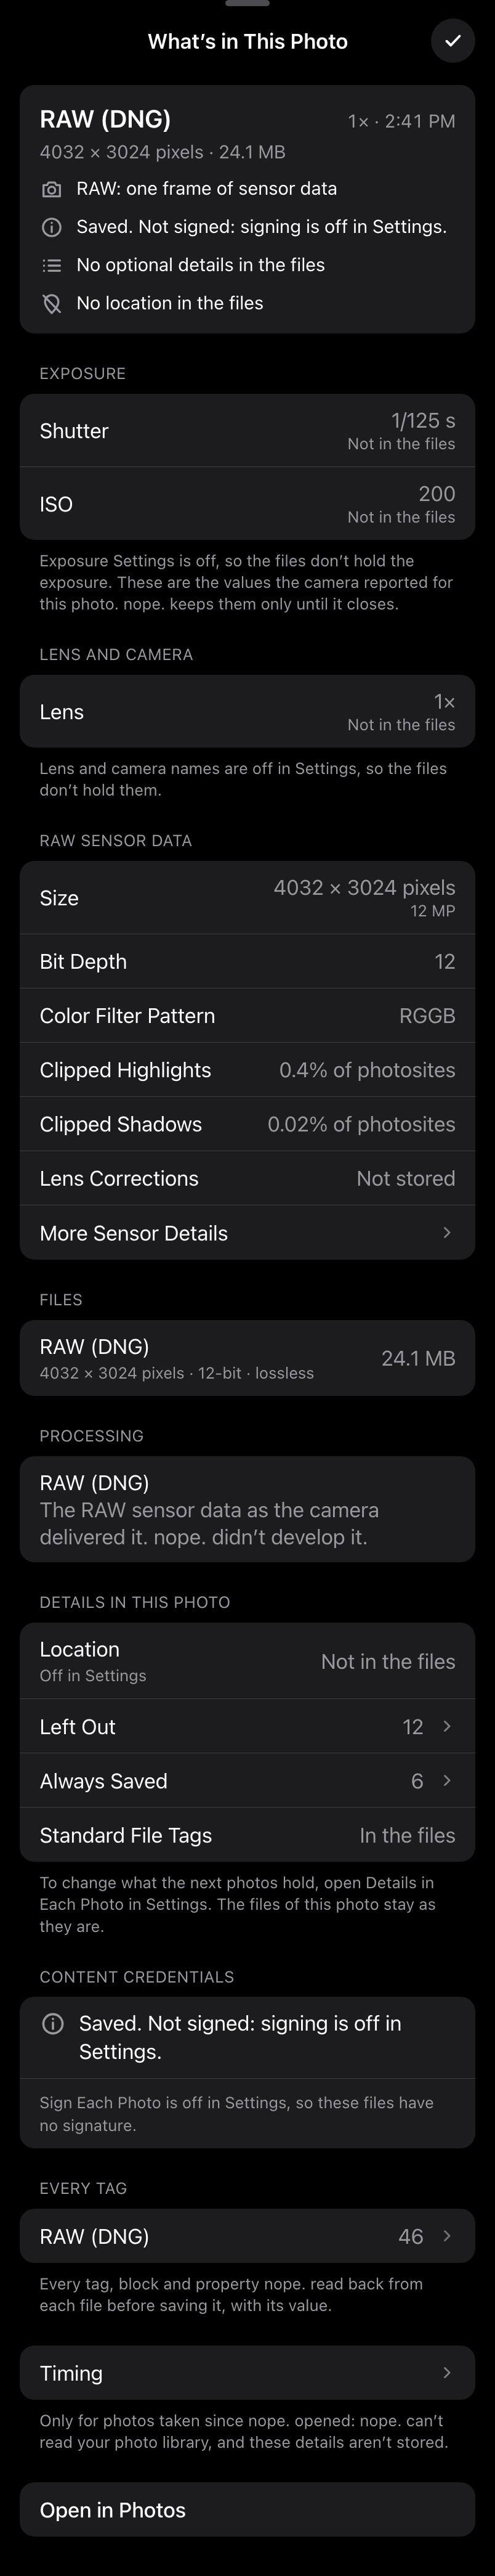 What's in This Photo
RAW (DNG)
1× · 2:41 PM
4032 × 3024 pixels · 24.1 MB
RAW: one frame of sensor data
Saved. Not signed: signing is off in Settings.
No optional details in the files
No location in the files
EXPOSURE
Shutter
1/125 s
Not in the files
ISO
200
Not in the files
Exposure Settings is off, so the files don't hold the
exposure. These are the values the camera reported for
this photo. nope. keeps them only until it closes.
LENS AND CAMERA
Lens
1×
Not in the files
Lens and camera names are off in Settings, so the files
don't hold them.
RAW SENSOR DATA
Size
4032 × 3024 pixels
12 MP
Bit Depth
12
Color Filter Pattern
RGGB
Clipped Highlights
0.4% of photosites
Clipped Shadows
0.02% of photosites
Lens Corrections
Not stored
More Sensor Details
FILES
RAW (DNG)
4032 × 3024 pixels · 12-bit · lossless
24.1 MB
PROCESSING
RAW (DNG)
The RAW sensor data as the camera
delivered it. nope. didn't develop it.
DETAILS IN THIS PHOTO
Location
Off in Settings
Not in the files
Left Out
12
Always Saved
6
Standard File Tags
In the files
To change what the next photos hold, open Details in
Each Photo in Settings. The files of this photo stay as
they are.
CONTENT CREDENTIALS
Saved. Not signed: signing is off in
Settings.
Sign Each Photo is off in Settings, so these files have
no signature.
EVERY TAG
RAW (DNG)
46
Every tag, block and property nope. read back from
each file before saving it, with its value.
Timing
Only for photos taken since nope. opened: nope. can't
read your photo library, and these details aren't stored.
Open in Photos